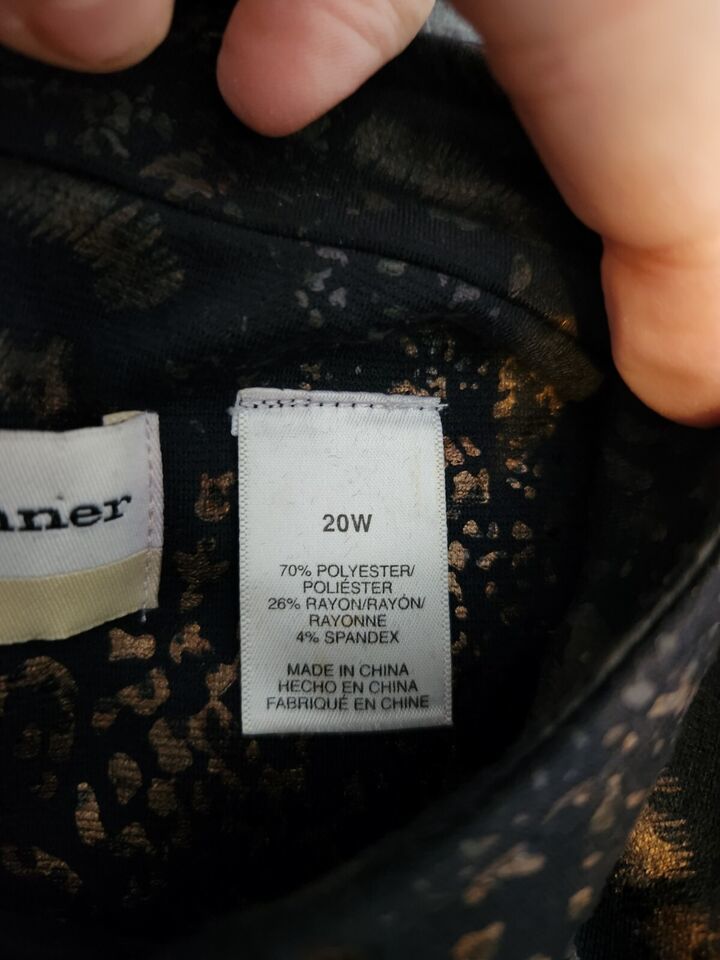 nner
20W
70% POLYESTER/
POLIÉSTER
26% RAYON/RAYÓN/
RAYONNE
4% SPANDEX
MADE IN CHINA
HECHO EN CHINA
FABRIQUÉ EN CHINE